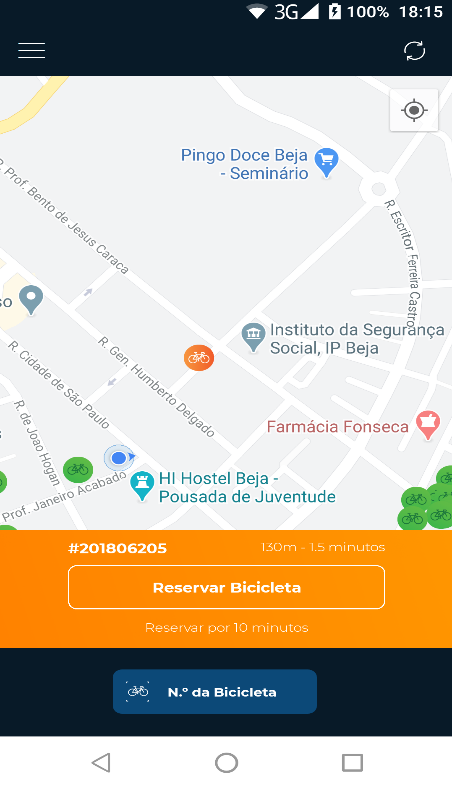 3G 100% 18:15
Pingo Doce Beja
- Seminário
R. Prof. Bento de Jesus Caraca
R. Escritor Ferreira Castro
so
Instituto da Segurança
Social, IP Beja
R. Gen. Humberto Delgado
R. Cidade de São Paulo
R. de Joao Hogan
Farmácia Fonseca
HI Hostel Beja -
Pousada de Juventude
Prof. Janeiro Acabado
#201806205 130m - 1.5 minutos
Reservar Bicicleta
Reservar por 10 minutos
N.º da Bicicleta